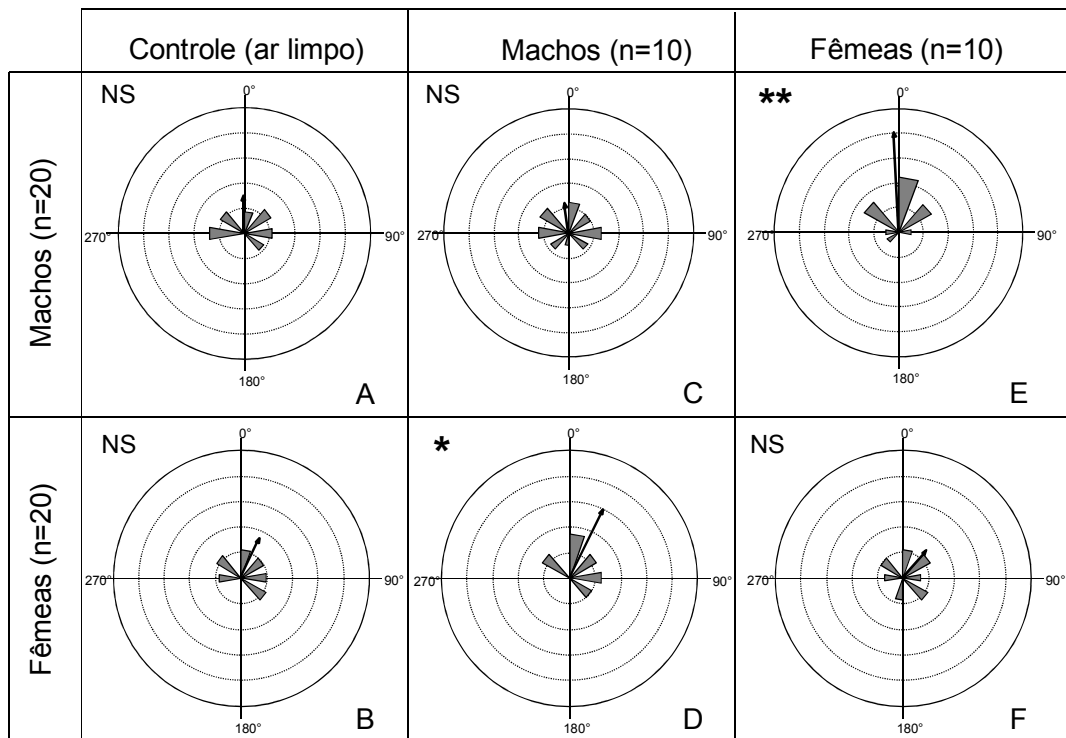 Controle (ar limpo)
Machos (n=10)
Fêmeas (n=10)
Machos (n=20)
NS
0°
270°
90°
180°
A
NS
0°
270°
90°
180°
C
**
0°
270°
90°
180°
E
Fêmeas (n=20)
NS
0°
270°
90°
180°
B
*
0°
270°
90°
180°
D
NS
0°
270°
90°
180°
F